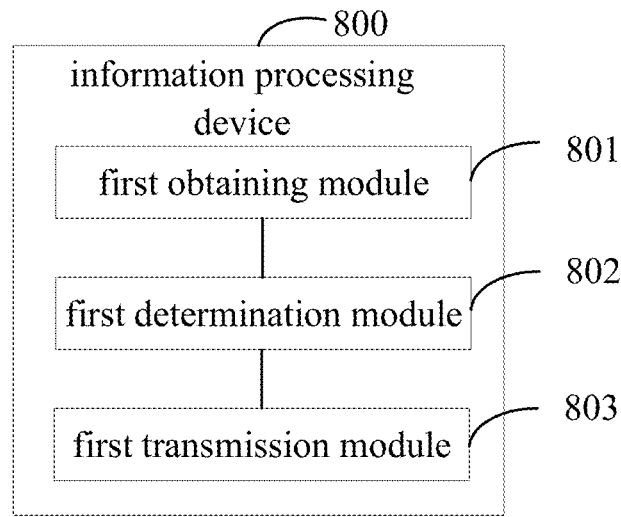 800
information processing
device
801
first obtaining module
802
first determination module
803
first transmission module